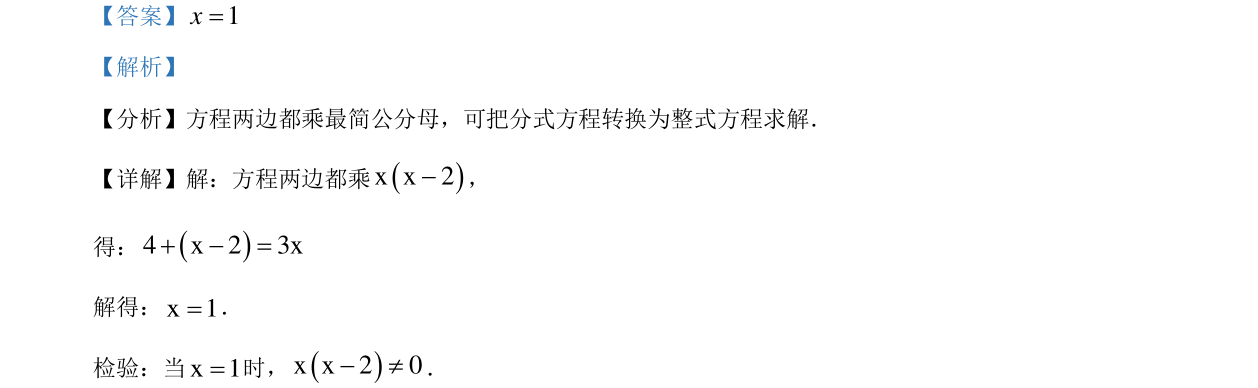 【答案】x=1
【解析】
【分析】方程两边都乘最简公分母，可把分式方程转换为整式方程求解．
【详解】解：方程两边都乘x(x−2)，
得：4+(x−2)=3x
解得：x=1．
检验：当x=1时，x(x−2)≠0．